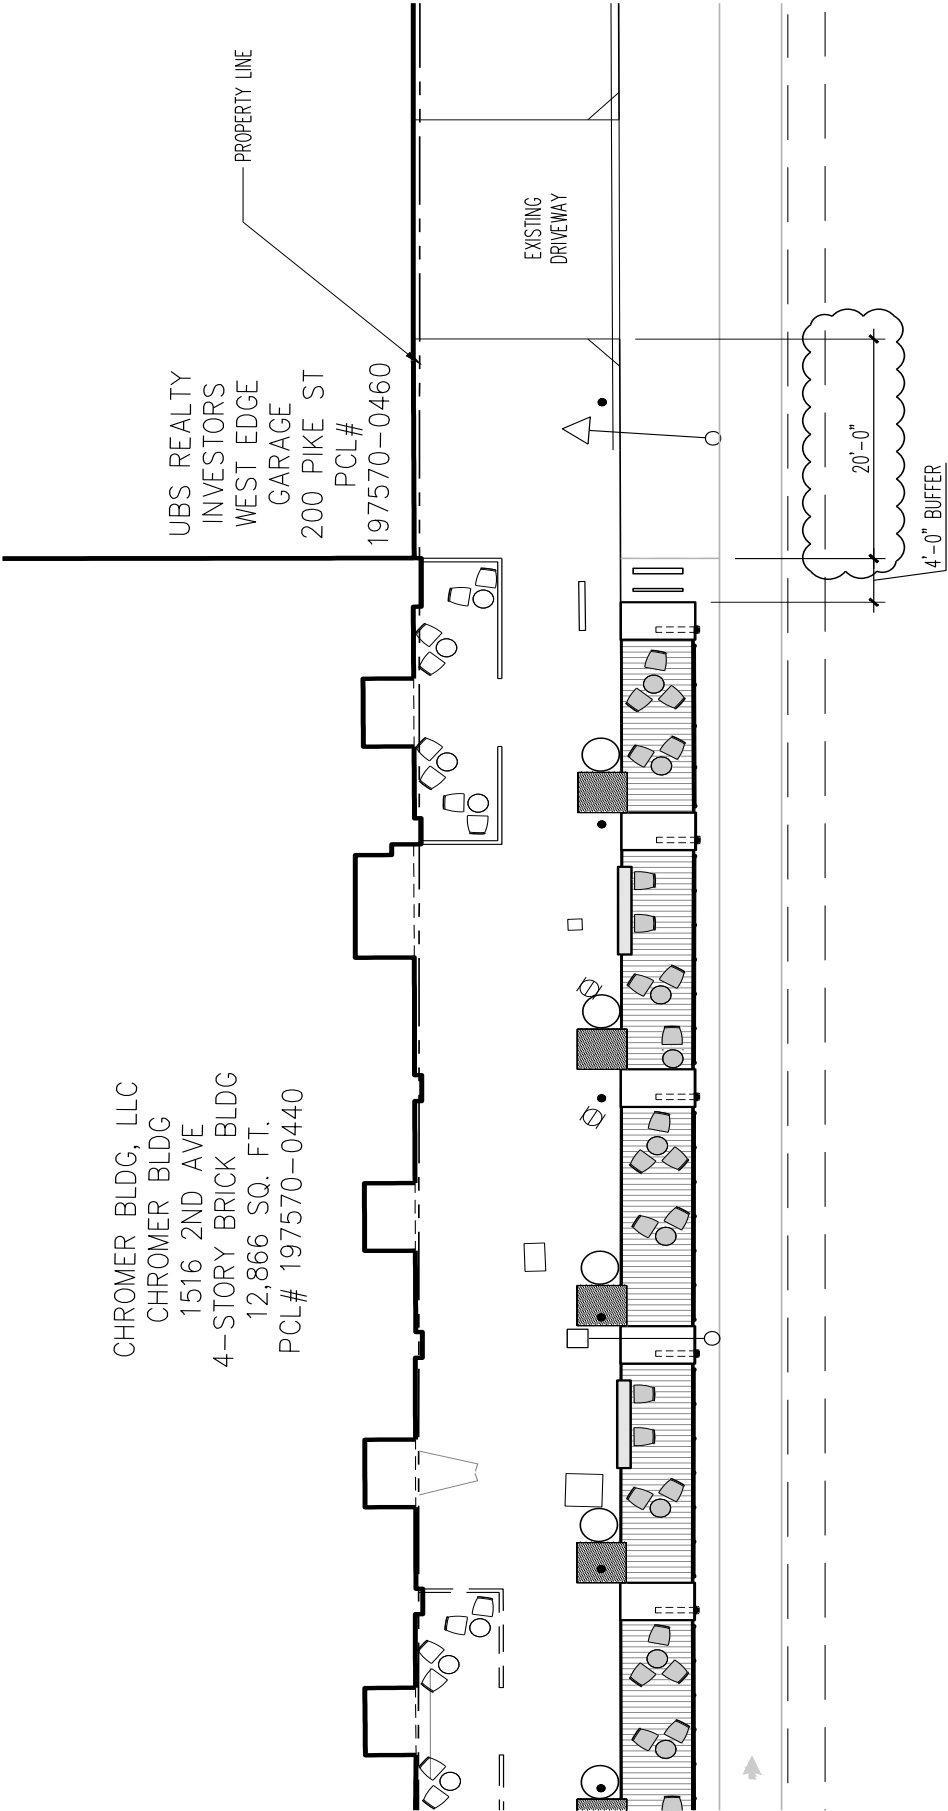 PROPERTY LINE
UBS REALTY
INVESTORS
WEST EDGE
GARAGE
200 PIKE ST
PCL#
197570-0460
EXISTING
DRIVEWAY
20'-0"
4'-0" BUFFER
CHROMER BLDG, LLC
CHROMER BLDG
1516 2ND AVE
4-STORY BRICK BLDG
12,866 SQ. FT.
PCL# 197570-0440